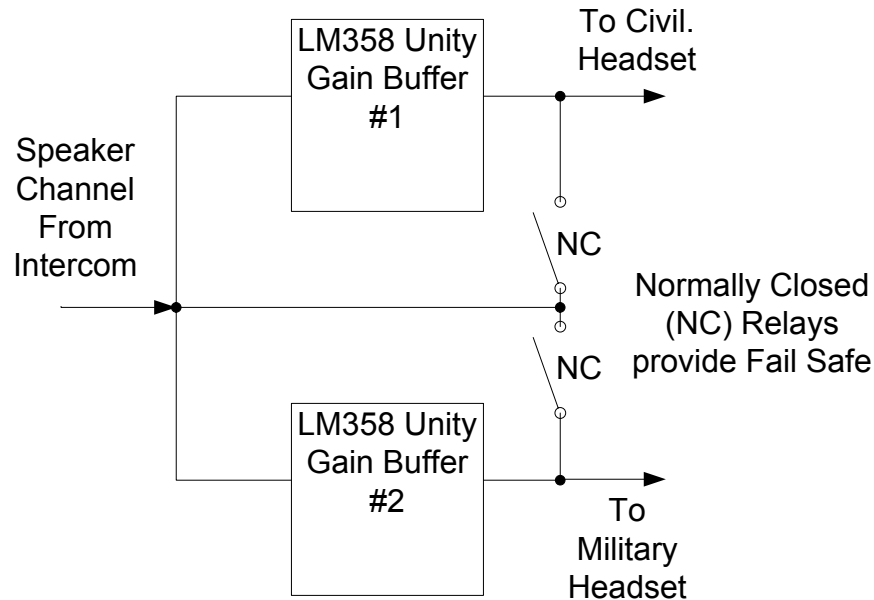 LM358 Unity
Gain Buffer
#1
To Civil.
Headset
Speaker
Channel
From
Intercom
NC
Normally Closed
(NC) Relays
provide Fail Safe
NC
LM358 Unity
Gain Buffer
#2
To
Military
Headset